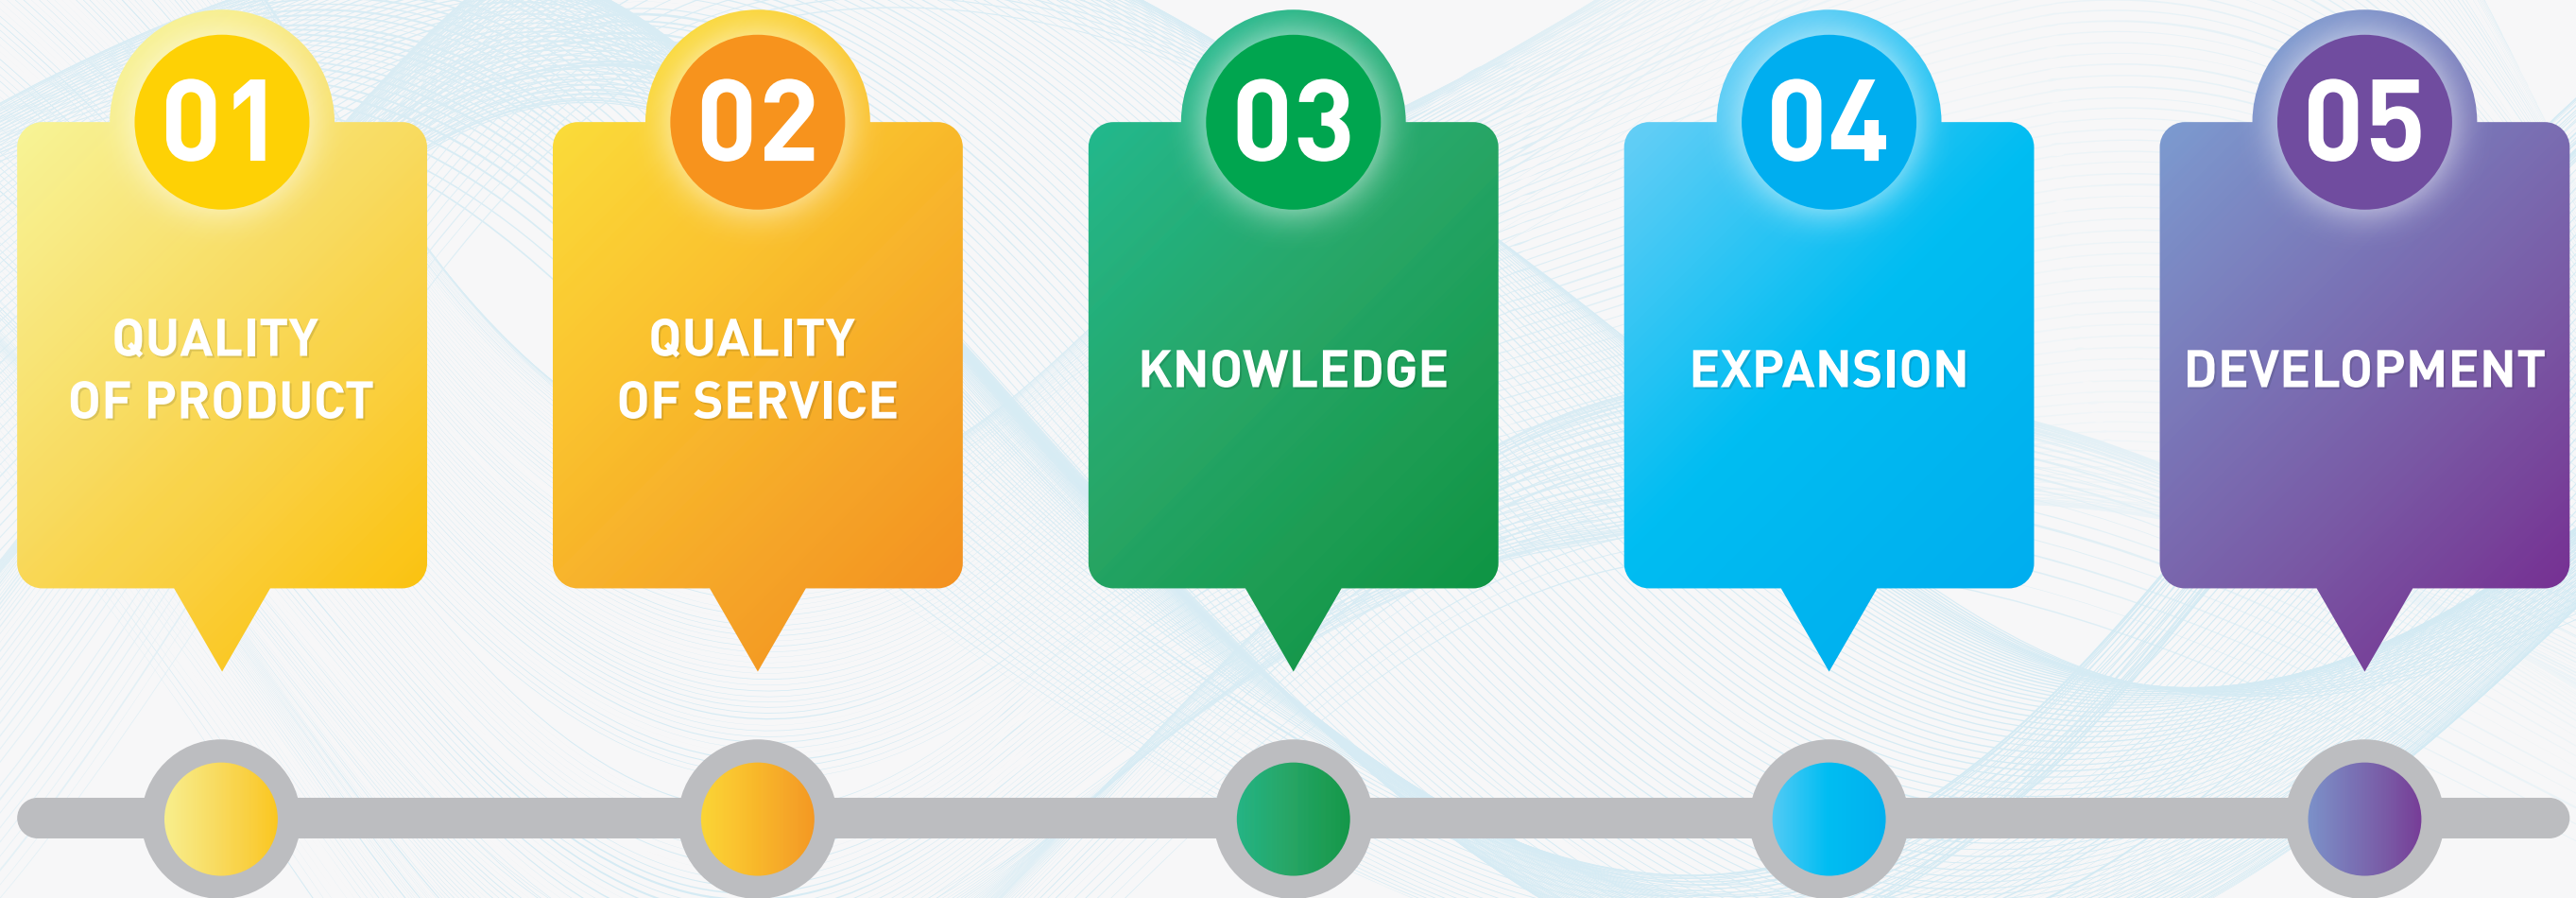 01
QUALITY
OF PRODUCT
02
QUALITY
OF SERVICE
03
KNOWLEDGE
04
EXPANSION
05
DEVELOPMENT